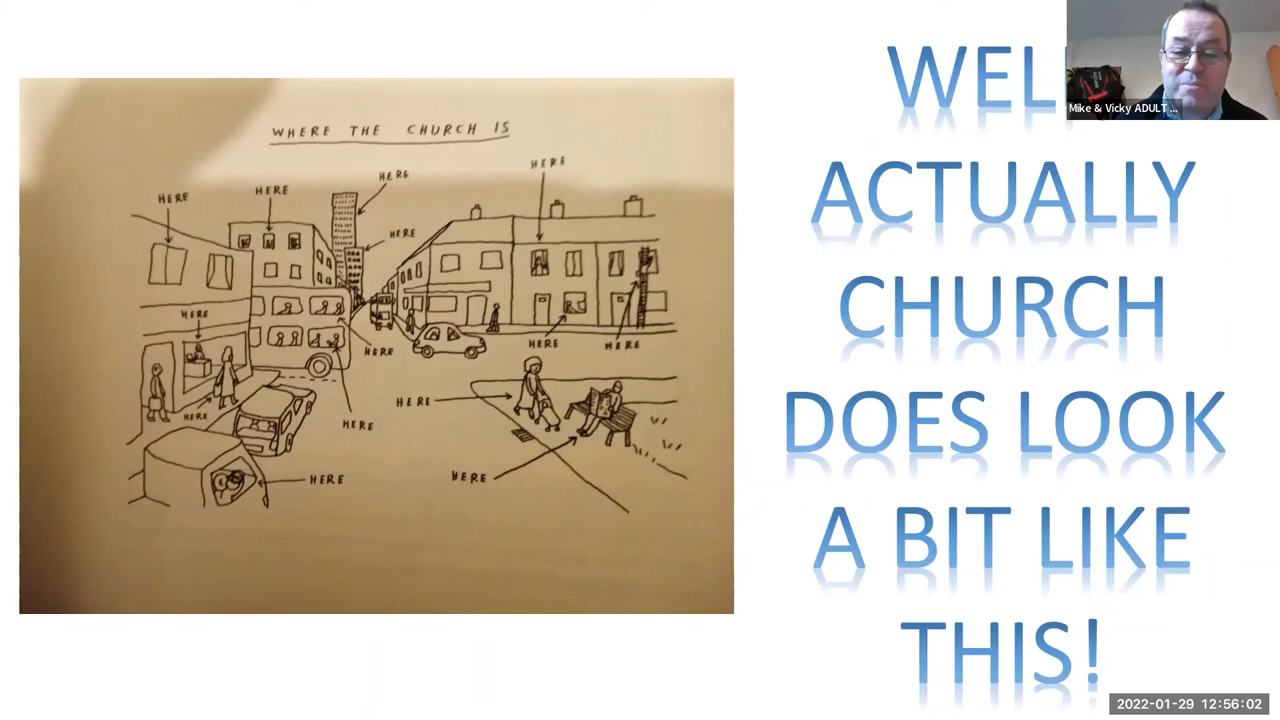 WHERE THE CHURCH IS
HERE
HERE
HERE
HERE
HERE
HERE
HERE
HERE
HERE
HERE
HERE
HERE
HERE
HERE
ACTUALLY
CHURCH
DOES LOOK
A BIT LIKE
THIS!
Mike & Vicky ADULT ...
2022-01-29 12:56:02